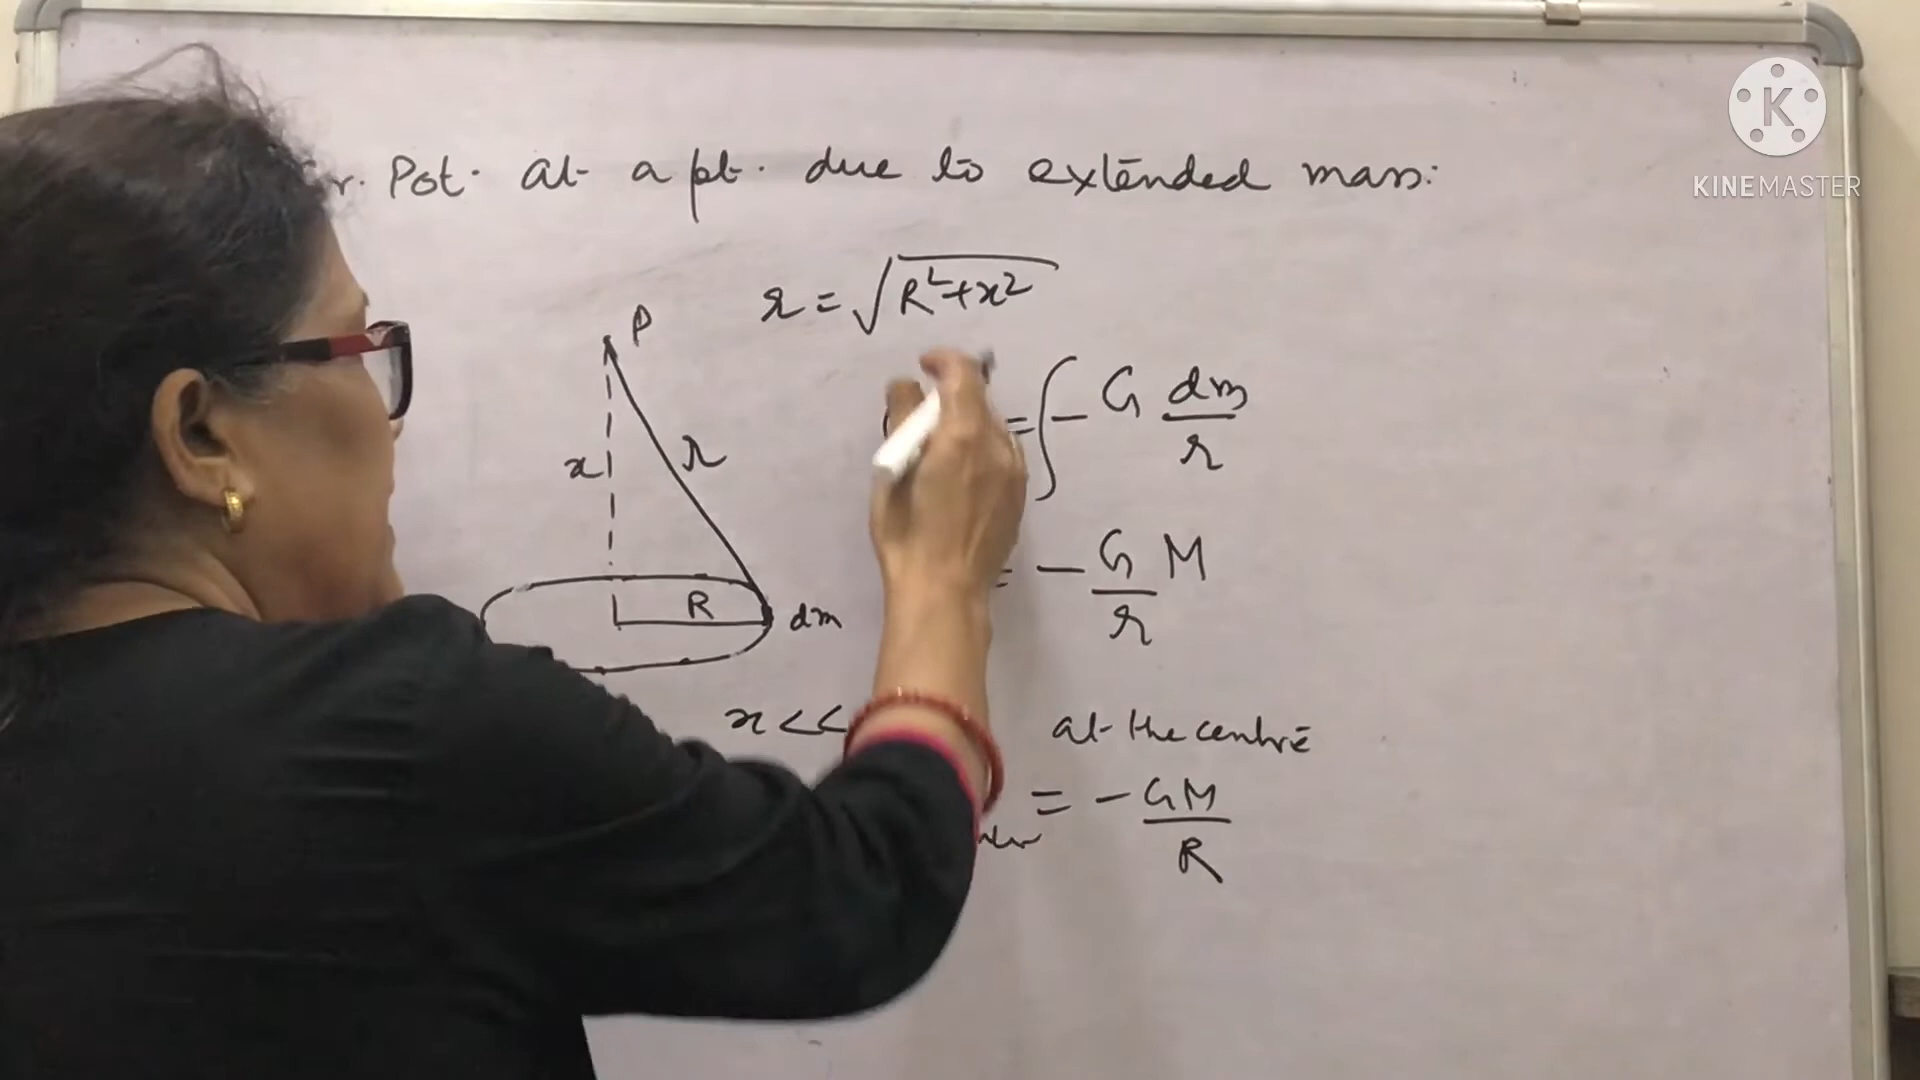 r. Pot. at a pt. due to extended mass:
r = √R²+x²
P
= ∫ - G dm/r
x
r
= - G/r M
R
dm
x <<
at the centre
= - GM/R
K
KINEMASTER